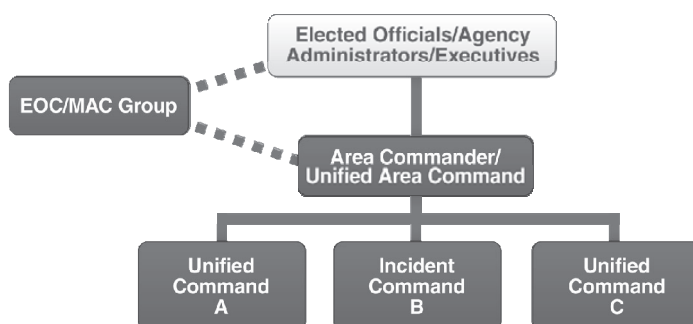 Elected Officials/Agency
Administrators/Executives
EOC/MAC Group
Area Commander/
Unified Area Command
Unified
Command
A
Incident
Command
B
Unified
Command
C